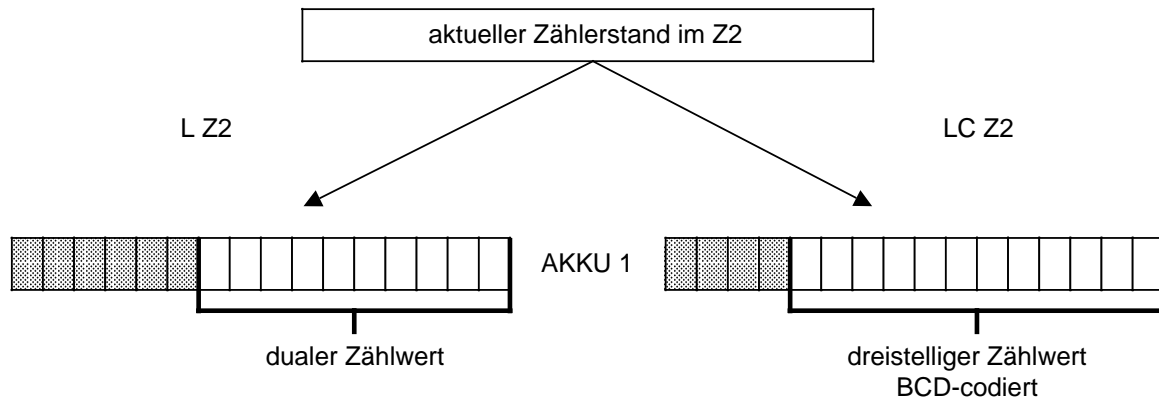 aktueller Zählerstand im Z2
L Z2
LC Z2
AKKU 1
dualer Zählwert
dreistelliger Zählwert
BCD-codiert